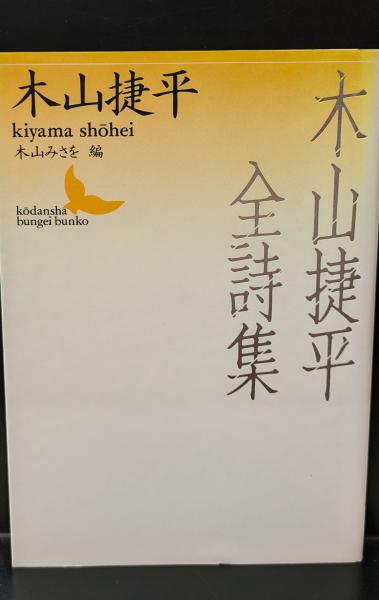 木山捷平
kiyama shōhei
木山みさを 編
kōdansha
bungei bunko
木山捷平
全詩集